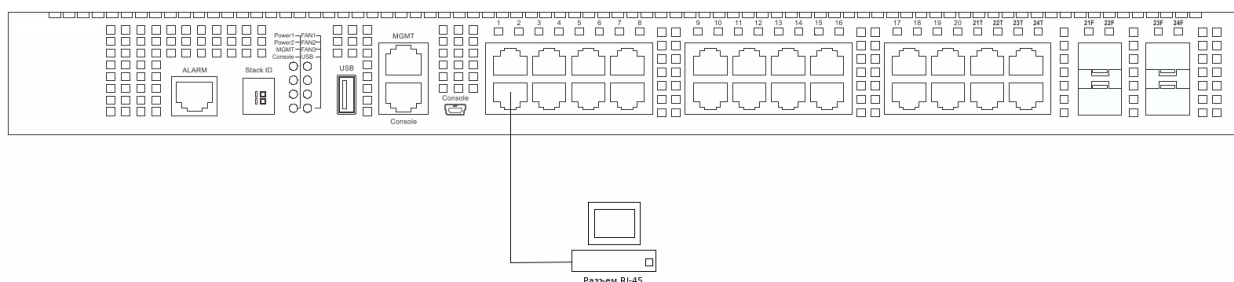 1 2 3 4 5 6 7 8 9 10 11 12 13 14 15 16 17 18 19 20 21T 22T 23T 24T 21F 22F 23F 24F
Power1 FAN1
Power2 FAN2
MGMT FAN3
Console USB
MGMT
ALARM
Stack ID
USB
Console
Console
Разъем RJ-45